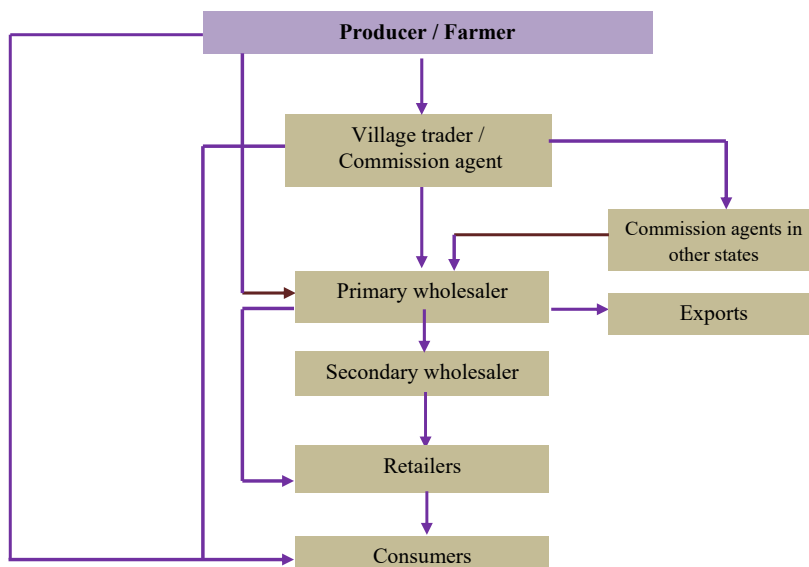 Producer / Farmer
Village trader /
Commission agent
Commission agents in
other states
Primary wholesaler
Exports
Secondary wholesaler
Retailers
Consumers